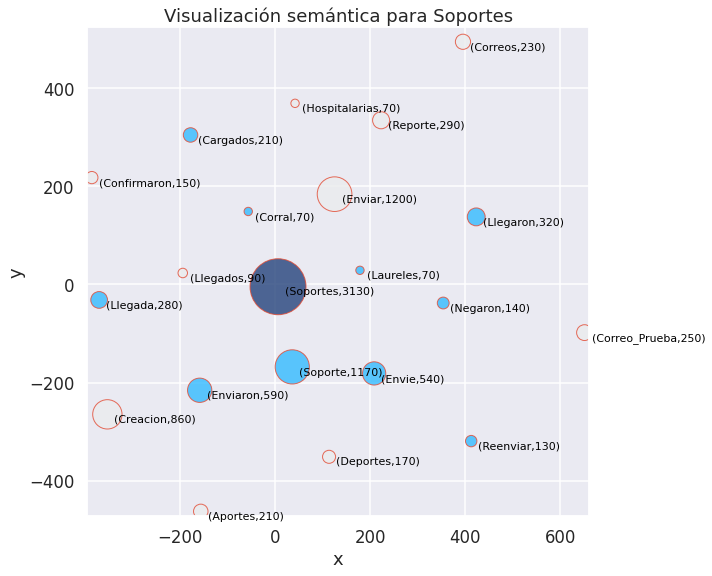 Visualización semántica para Soportes
(Correos,230)
400
(Hospitalarias,70)
(Reporte,290)
(Cargados,210)
200
(Confirmaron,150)
(Enviar,1200)
(Corral,70)
(Llegaron,320)
y
0
(Llegados,90)
(Laureles,70)
(Soportes,3130)
(Llegada,280)
(Negaron,140)
(Correo_Prueba,250)
−200
(Soporte,1170)
(Envie,540)
(Enviaron,590)
(Creacion,860)
(Reenviar,130)
(Deportes,170)
−400
(Aportes,210)
−200 0 200 400 600
x